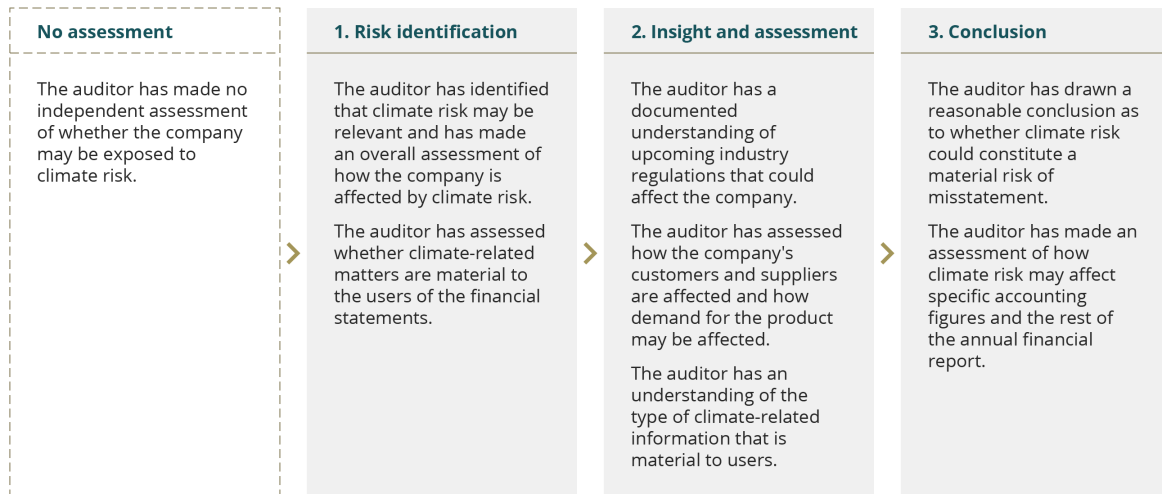 No assessment
The auditor has made no
independent assessment
of whether the company
may be exposed to
climate risk.
1. Risk identification
The auditor has identified
that climate risk may be
relevant and has made
an overall assessment of
how the company is
affected by climate risk.
The auditor has assessed
whether climate-related
matters are material to
the users of the financial
statements.
2. Insight and assessment
The auditor has a
documented
understanding of
upcoming industry
regulations that could
affect the company.
The auditor has assessed
how the company's
customers and suppliers
are affected and how
demand for the product
may be affected.
The auditor has an
understanding of the
type of climate-related
information that is
material to users.
3. Conclusion
The auditor has drawn a
reasonable conclusion as
to whether climate risk
could constitute a
material risk of
misstatement.
The auditor has made an
assessment of how
climate risk may affect
specific accounting
figures and the rest of
the annual financial
report.